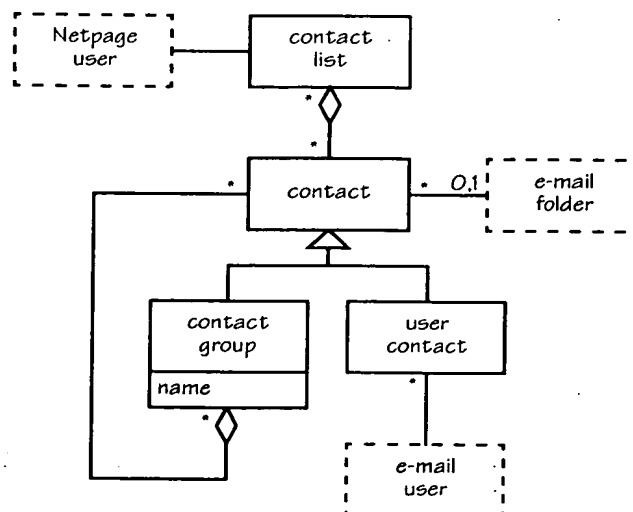 Netpage
user
contact
list
*
*
*
contact
*
0,1
e-mail
folder
contact
group
name
user
contact
*
*
e-mail
user